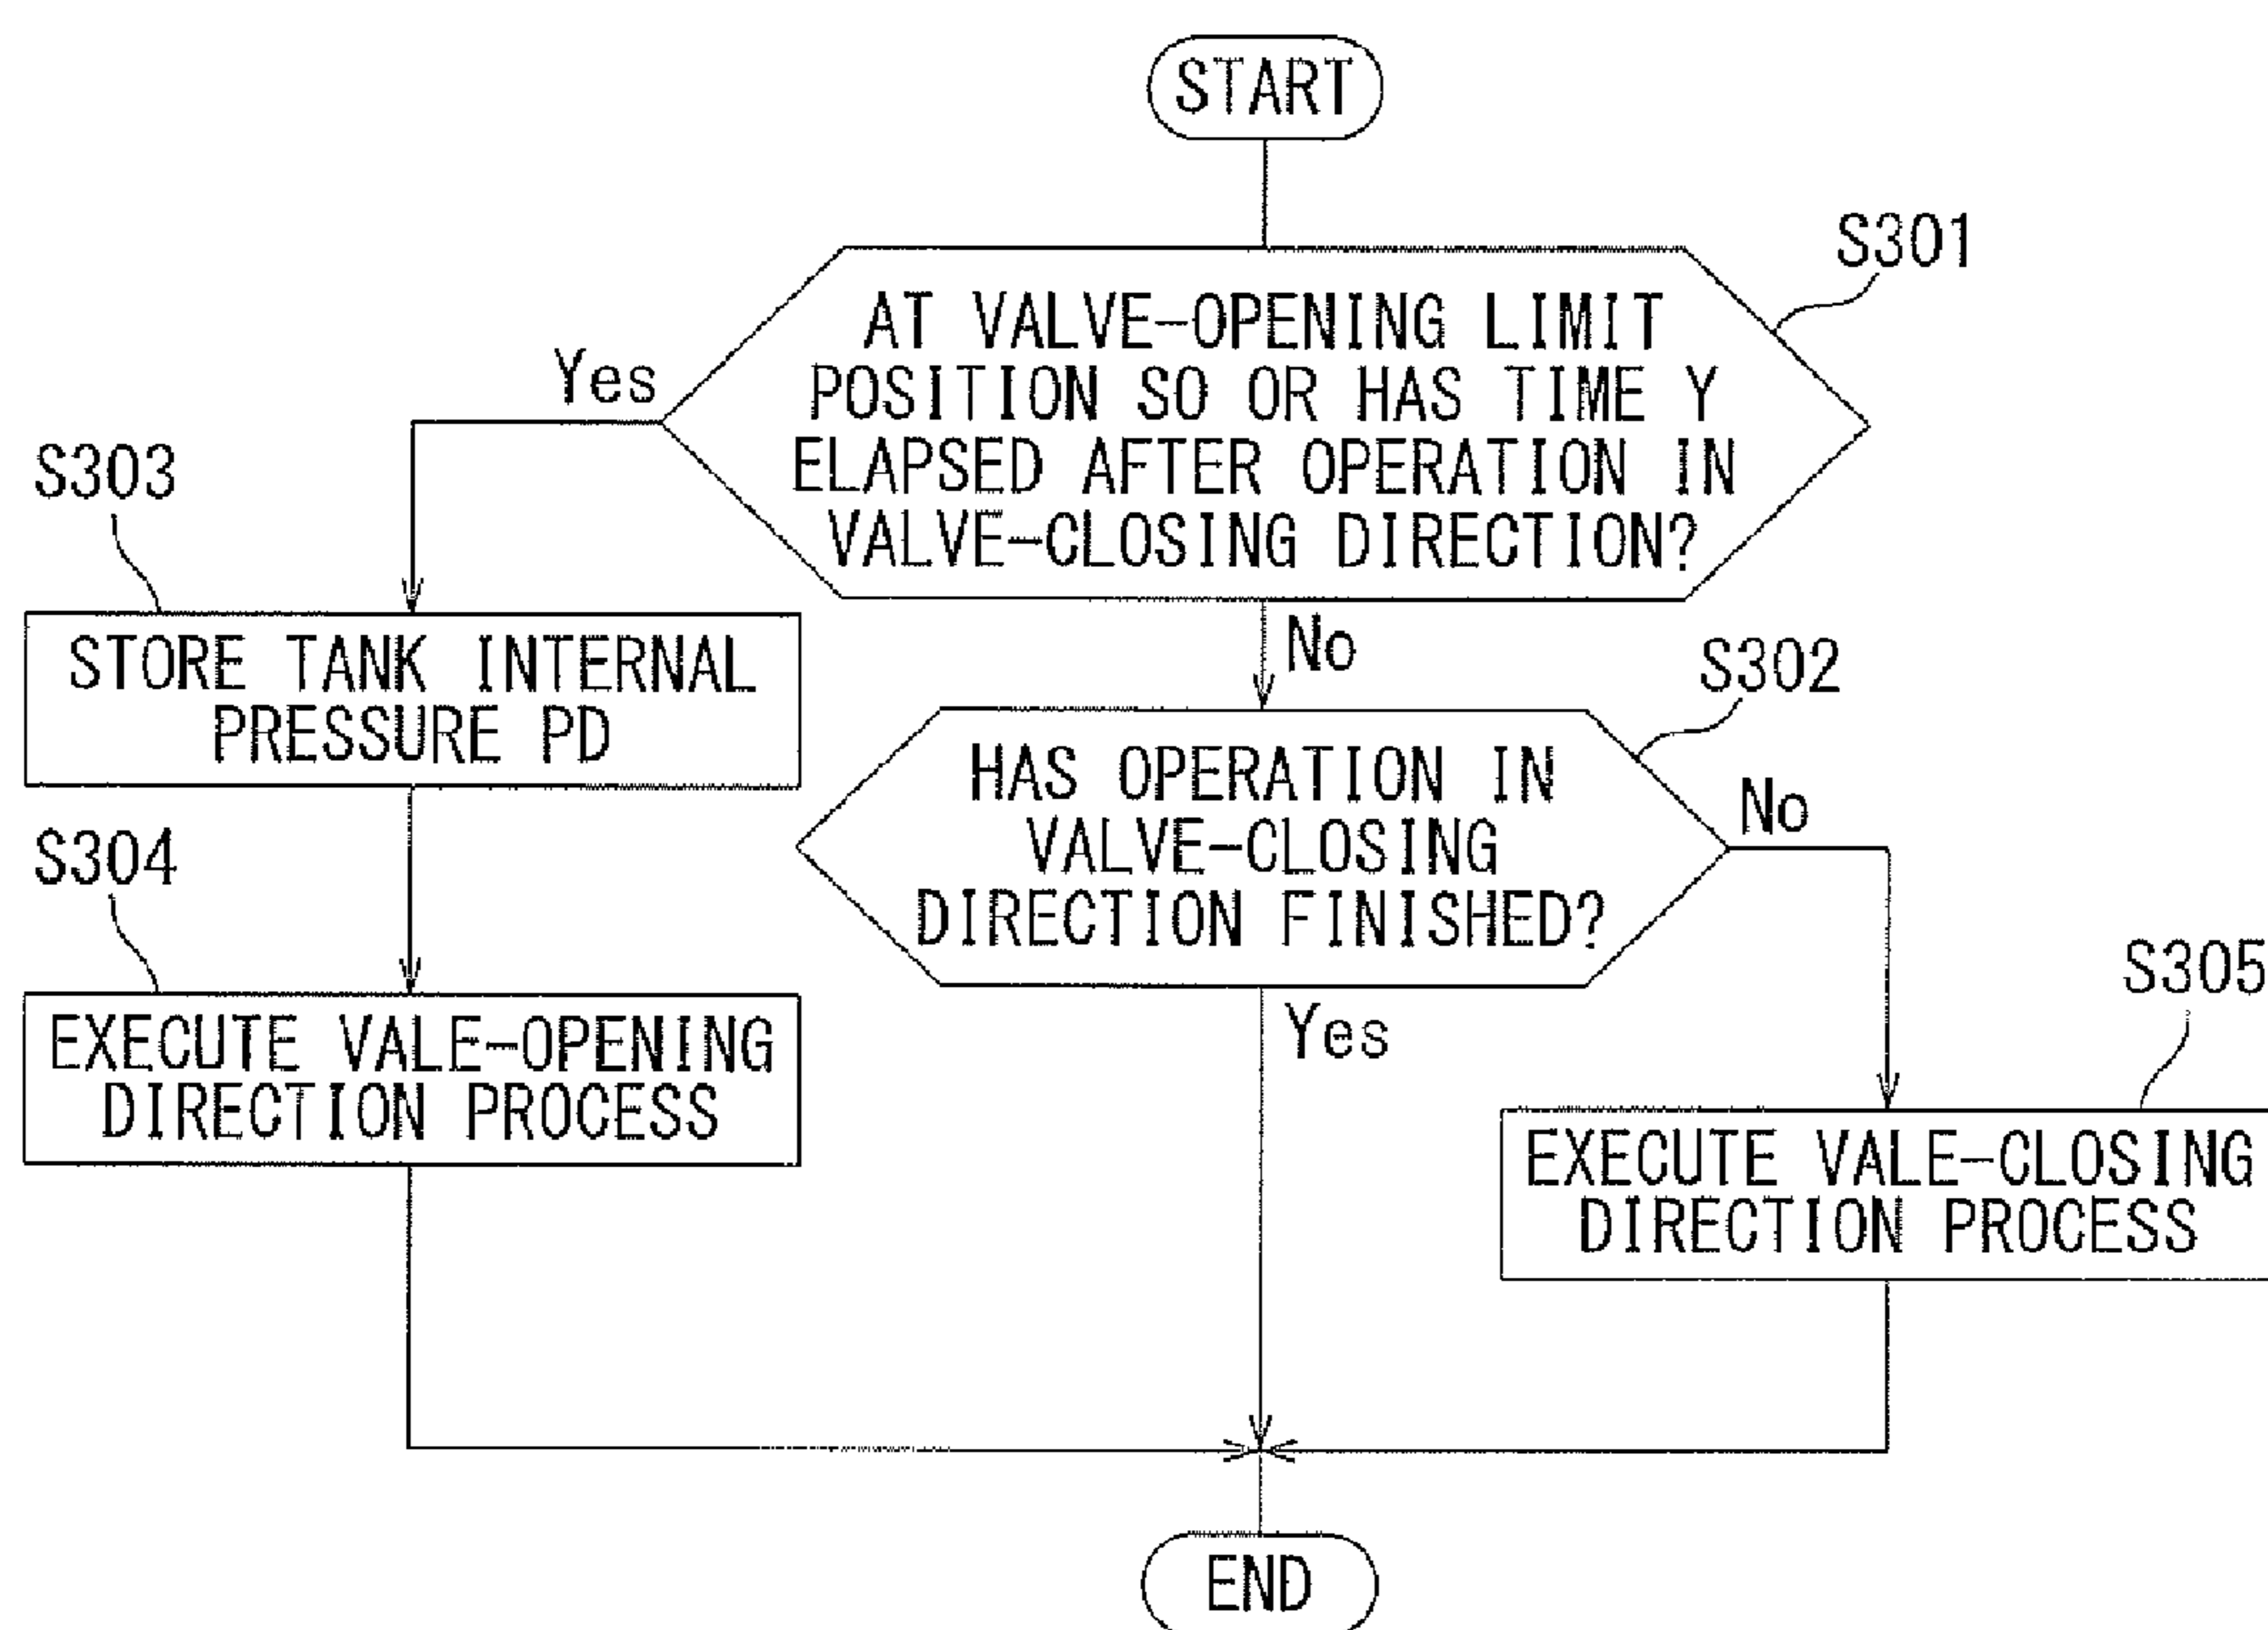 START
S301
AT VALVE-OPENING LIMIT
POSITION S0 OR HAS TIME Y
ELAPSED AFTER OPERATION IN
VALVE-CLOSING DIRECTION?
Yes
No
S303
STORE TANK INTERNAL
PRESSURE PD
S302
HAS OPERATION IN
VALVE-CLOSING
DIRECTION FINISHED?
No
Yes
S304
EXECUTE VALE-OPENING
DIRECTION PROCESS
S305
EXECUTE VALE-CLOSING
DIRECTION PROCESS
END